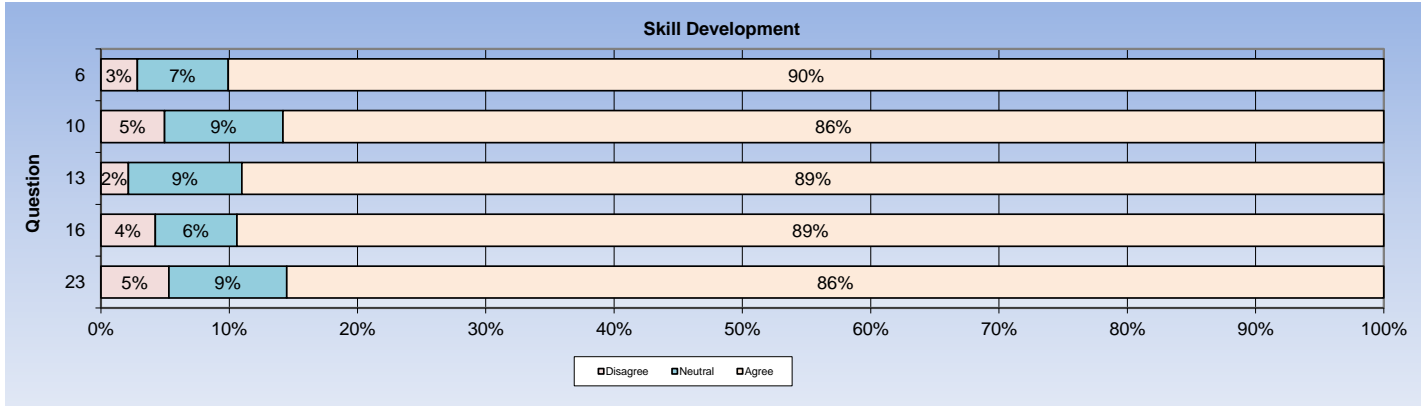 Skill Development
6 3% 7% 90%
10 5% 9% 86%
13 2% 9% 89%
16 4% 6% 89%
23 5% 9% 86%
Question
0% 10% 20% 30% 40% 50% 60% 70% 80% 90% 100%
Disagree Neutral Agree